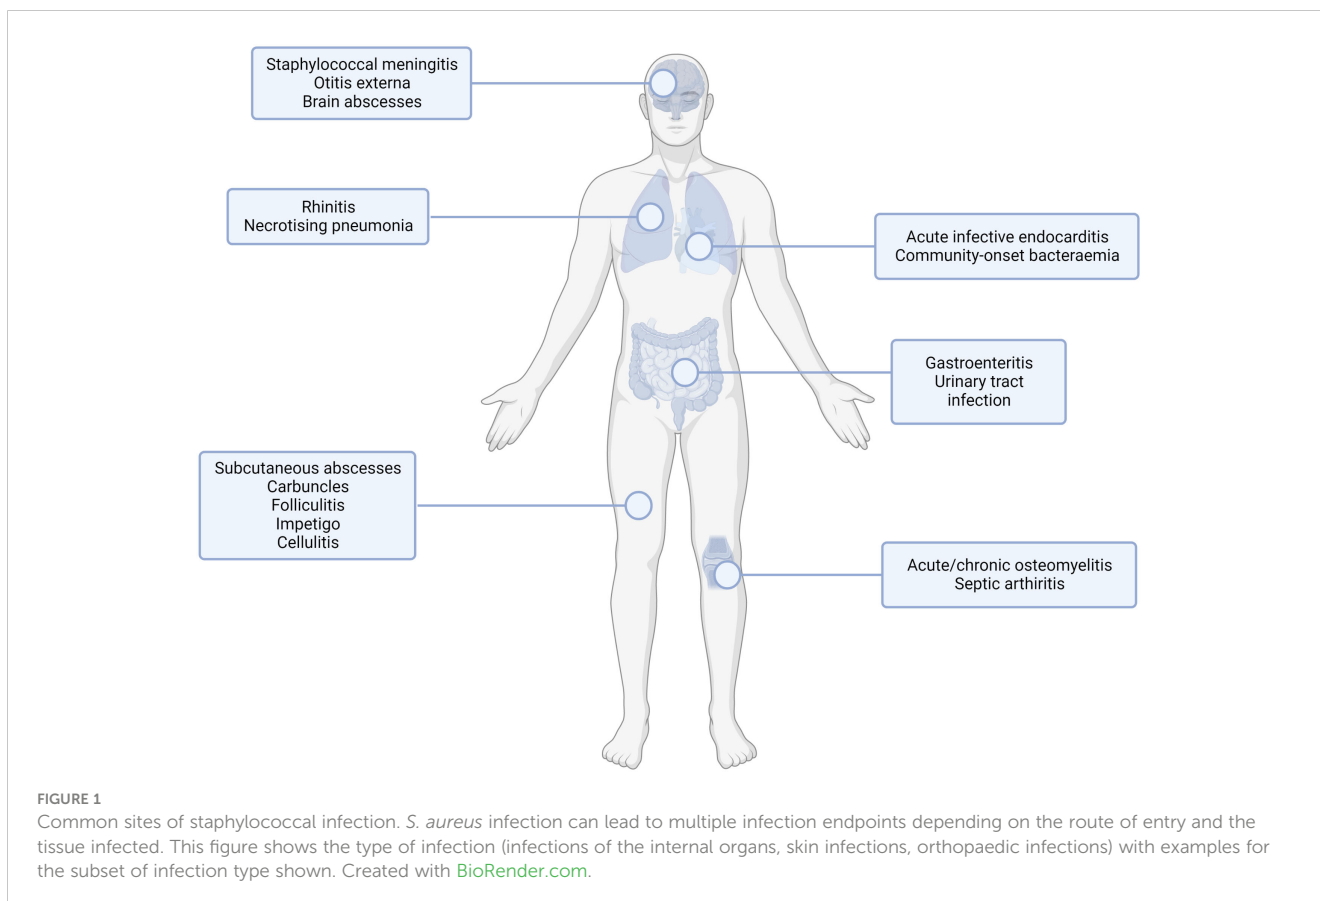 Staphylococcal meningitis
Otitis externa
Brain abscesses
Rhinitis
Necrotising pneumonia
Acute infective endocarditis
Community-onset bacteraemia
Gastroenteritis
Urinary tract
infection
Subcutaneous abscesses
Carbuncles
Folliculitis
Impetigo
Cellulitis
Acute/chronic osteomyelitis
Septic arthiritis
FIGURE 1
Common sites of staphylococcal infection. S. aureus infection can lead to multiple infection endpoints depending on the route of entry and the
tissue infected. This figure shows the type of infection (infections of the internal organs, skin infections, orthopaedic infections) with examples for
the subset of infection type shown. Created with BioRender.com.